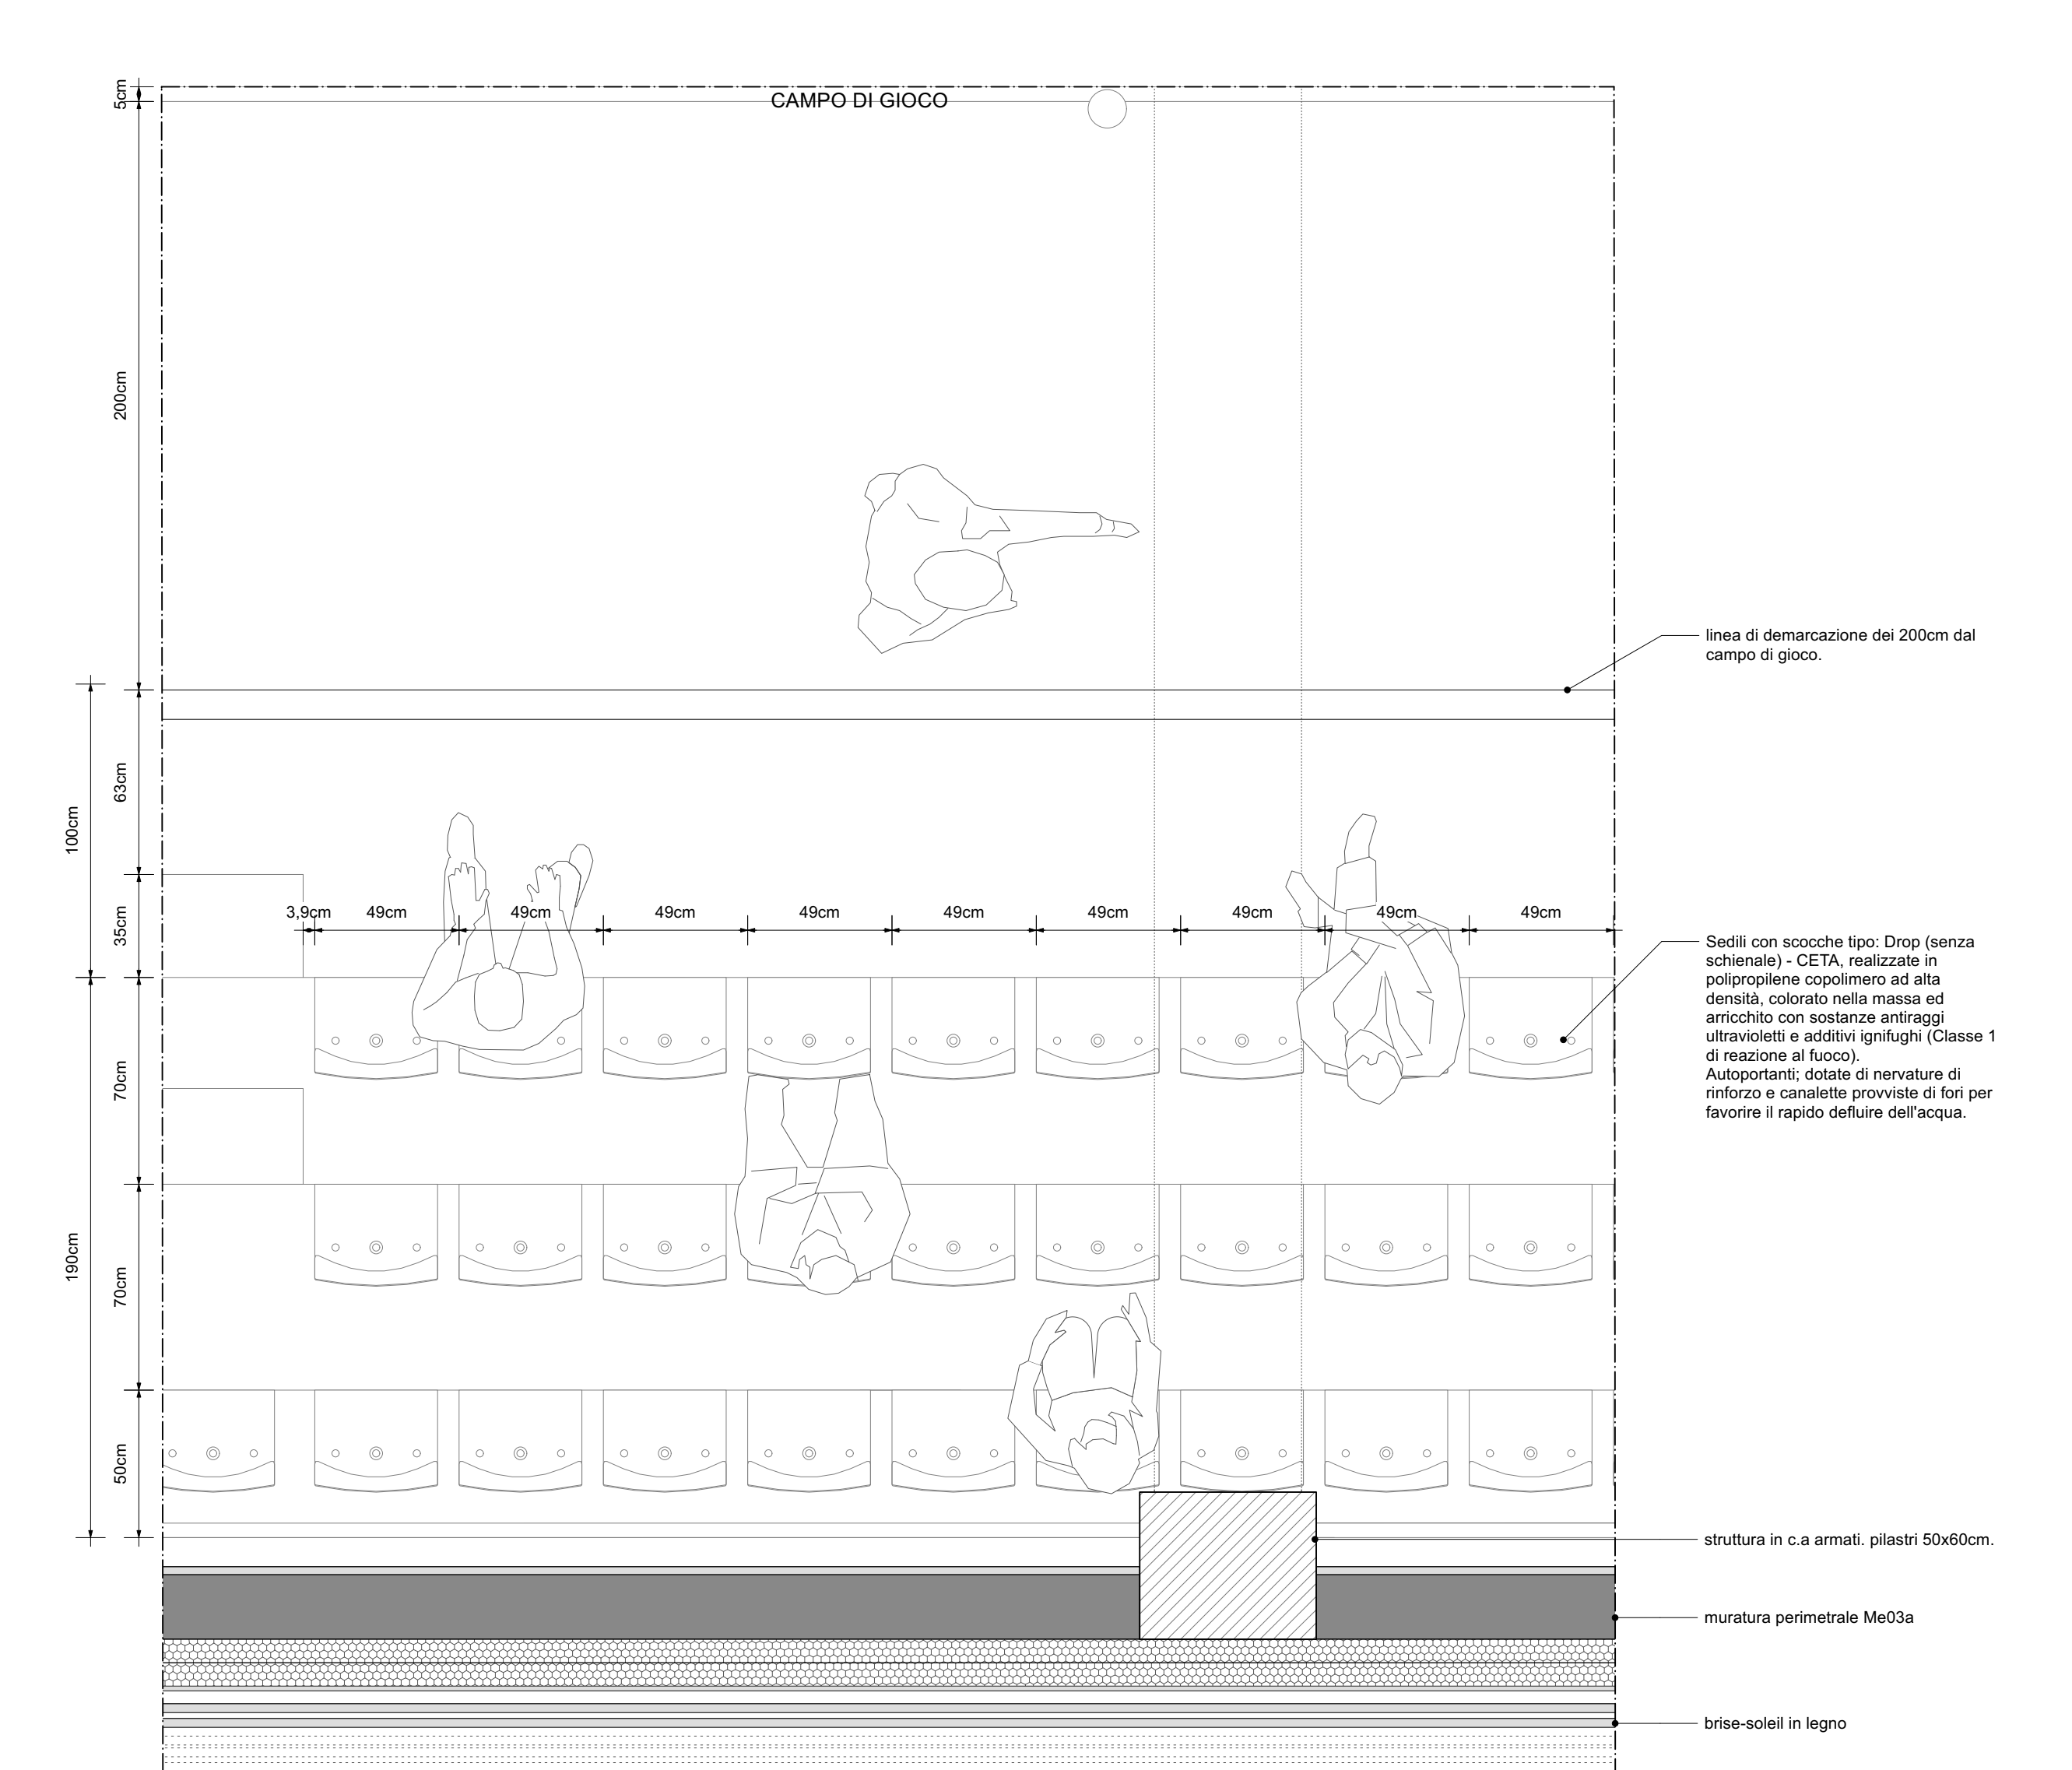 5cm
CAMPO DI GIOCO
200cm
linea di demarcazione dei 200cm dal
campo di gioco.
63cm
100cm
35cm
3,9cm
49cm
49cm
49cm
49cm
49cm
49cm
49cm
49cm
49cm
Sedili con scocche tipo: Drop (senza
schienale) - CETA, realizzate in
polipropilene copolimero ad alta
densità, colorato nella massa ed
arricchito con sostanze antiraggi
ultravioletti e additivi ignifughi (Classe 1
di reazione al fuoco).
Autoportanti; dotate di nervature di
rinforzo e canalette provviste di fori per
favorire il rapido defluire dell'acqua.
70cm
190cm
70cm
50cm
struttura in c.a armati. pilastri 50x60cm.
muratura perimetrale Me03a
brise-soleil in legno